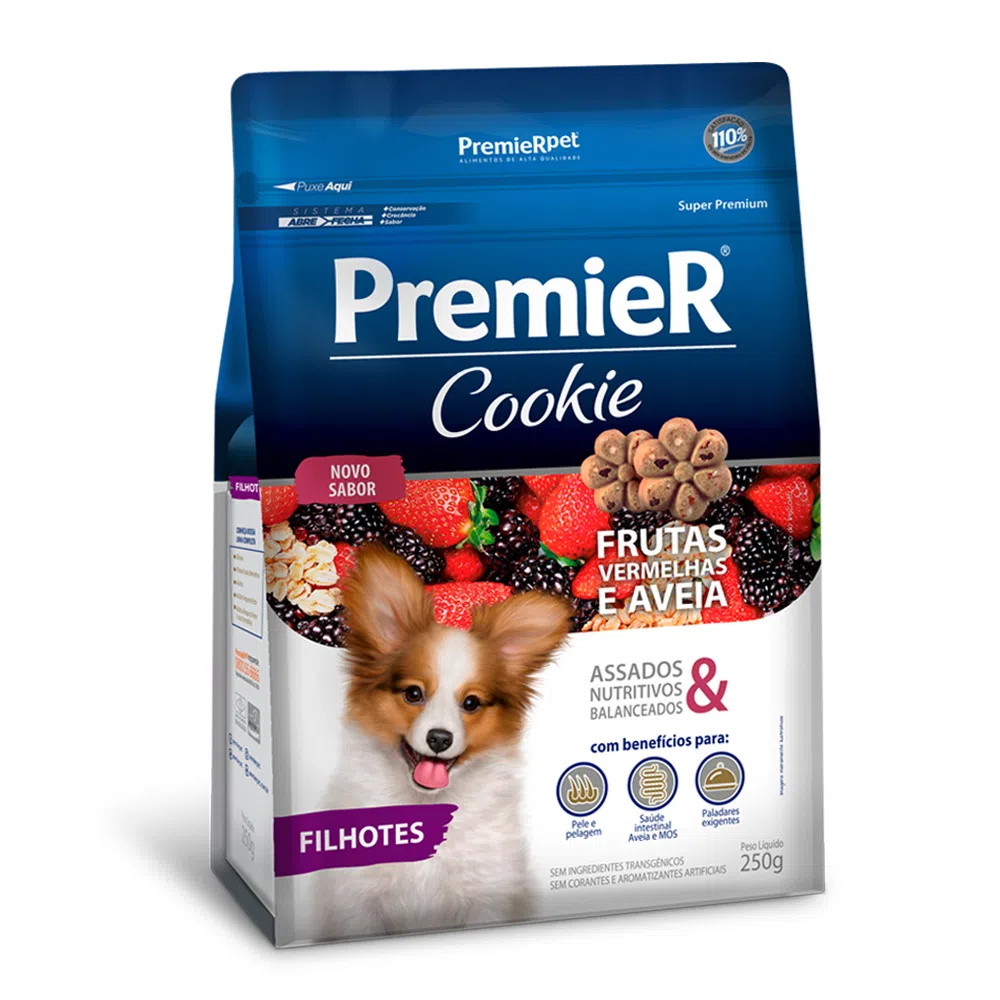 PremieRpet
ALIMENTOS DE ALTA QUALIDADE
110%
Puxe Aqui
SISTEMA
ABRE FECHA
+Conservação
+Crocância
+Sabor
Super Premium
PremieR®
Cookie
NOVO
SABOR
FRUTAS
VERMELHAS
E AVEIA
ASSADOS
NUTRITIVOS &
BALANCEADOS
com benefícios para:
Pele e
pelagem
Saúde
intestinal
Aveia e MOS
Paladares
exigentes
FILHOTES
Peso Líquido
250g
SEM INGREDIENTES TRANSGÊNICOS
SEM CORANTES E AROMATIZANTES ARTIFICIAIS
FILHOT
250g